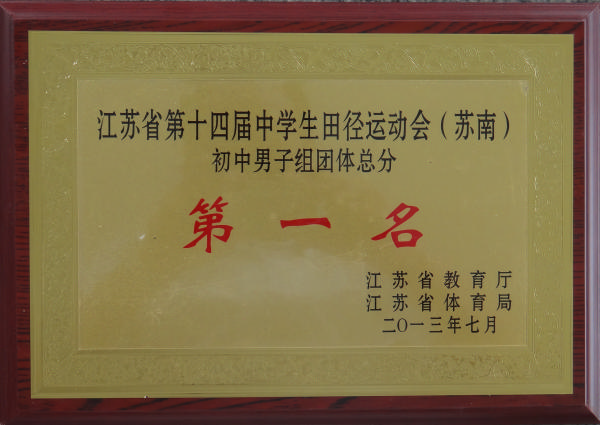 江苏省第十四届中学生田径运动会（苏南）
初中男子组团体总分
第一名
江苏省教育厅
江苏省体育局
二〇一三年七月